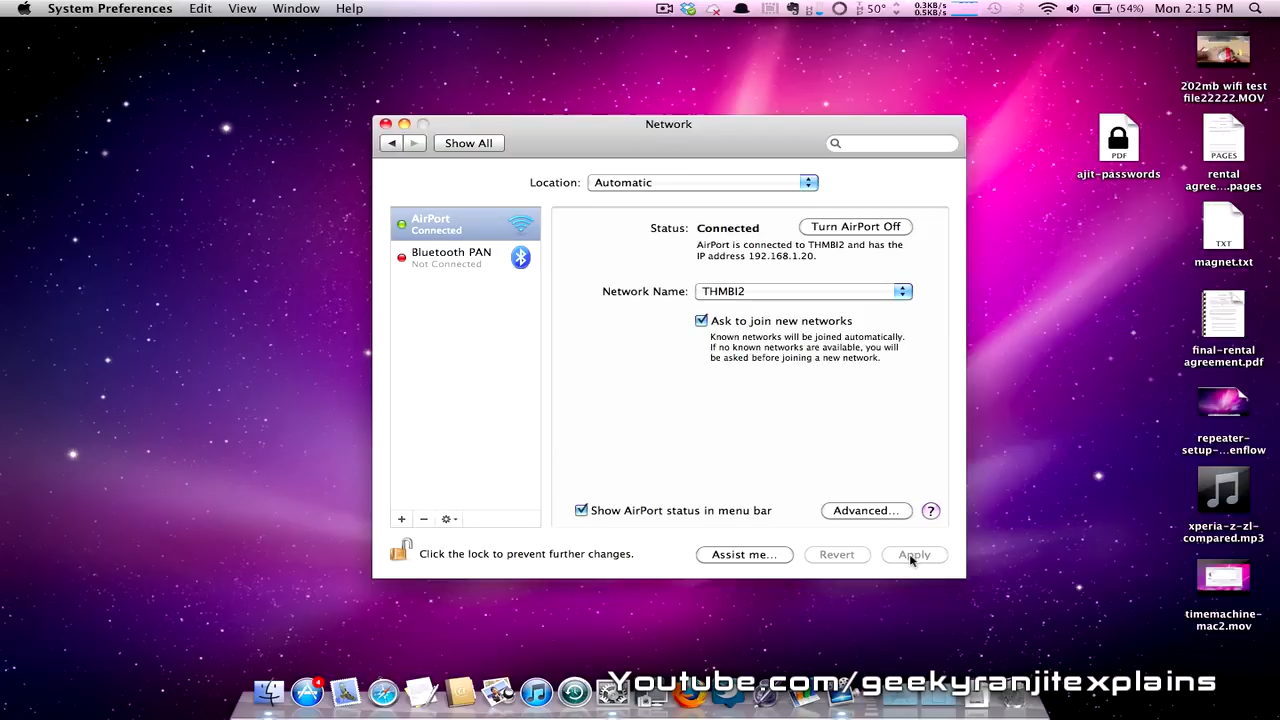 System Preferences Edit View Window Help 50° 0.3KB/s 0.5KB/s (54%) Mon 2:15 PM
Network
Show All
Location: Automatic
AirPort
Connected
Bluetooth PAN
Not Connected
Status: Connected
Turn AirPort Off
AirPort is connected to THMBI2 and has the
IP address 192.168.1.20.
Network Name: THMBI2
Ask to join new networks
Known networks will be joined automatically.
If no known networks are available, you will
be asked before joining a new network.
Show AirPort status in menu bar
Advanced...
?
Click the lock to prevent further changes.
Assist me...
Revert
Apply
202mb wifi test
file22222.MOV
PDF
ajit-passwords
PAGES
rental
agree....pages
TXT
magnet.txt
final-rental
agreement.pdf
repeater-
setup-...enflow
xperia-z-zl-
compared.mp3
timemachine-
mac2.mov
4
Youtube.com/geekyranjitexplains